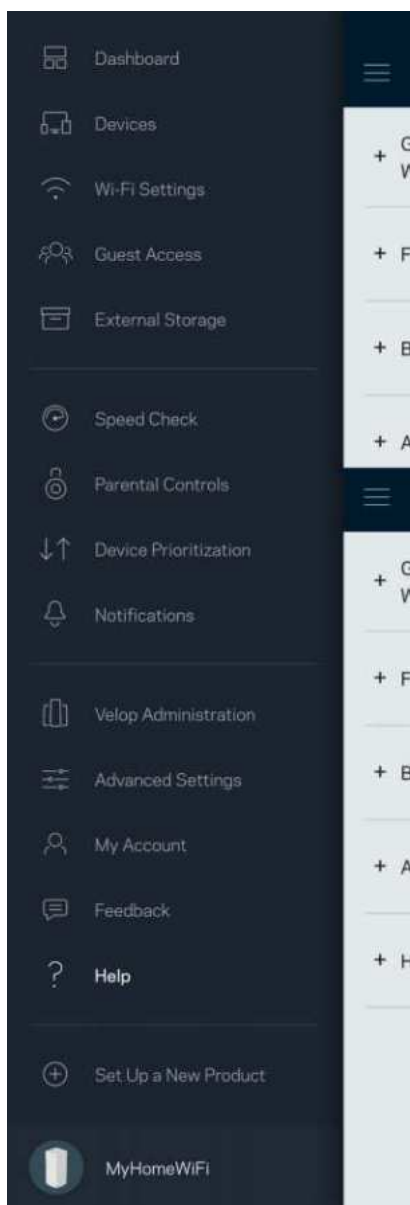 Dashboard
Devices
Wi-Fi Settings
Guest Access
External Storage
Speed Check
Parental Controls
Device Prioritization
Notifications
Velop Administration
Advanced Settings
My Account
Feedback
Help
Set Up a New Product
MyHomeWiFi